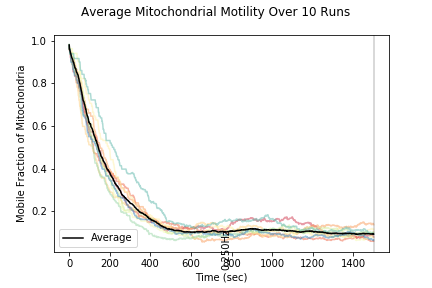 Average Mitochondrial Motility Over 10 Runs
Mobile Fraction of Mitochondria
1.0
0.8
0.6
0.4
0.2
Average
0 200 400 600 800 1000 1200 1400
Time (sec)